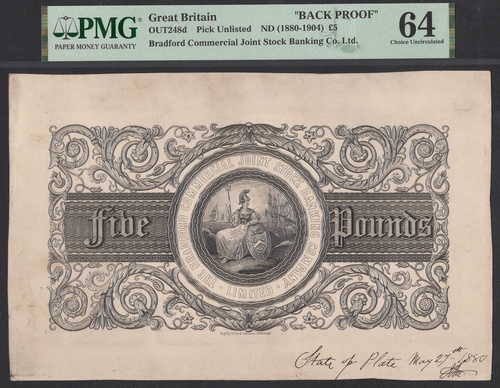 PMG
PAPER MONEY GUARANTY
Great Britain "BACK PROOF"
OUT248d Pick Unlisted ND (1880-1904) £5
Bradford Commercial Joint Stock Banking Co. Ltd.
64
Choice Uncirculated
THE BRADFORD COMMERCIAL JOINT STOCK BANKING COMPANY
LIMITED
Five Pounds
State of Plate May 27th 1880